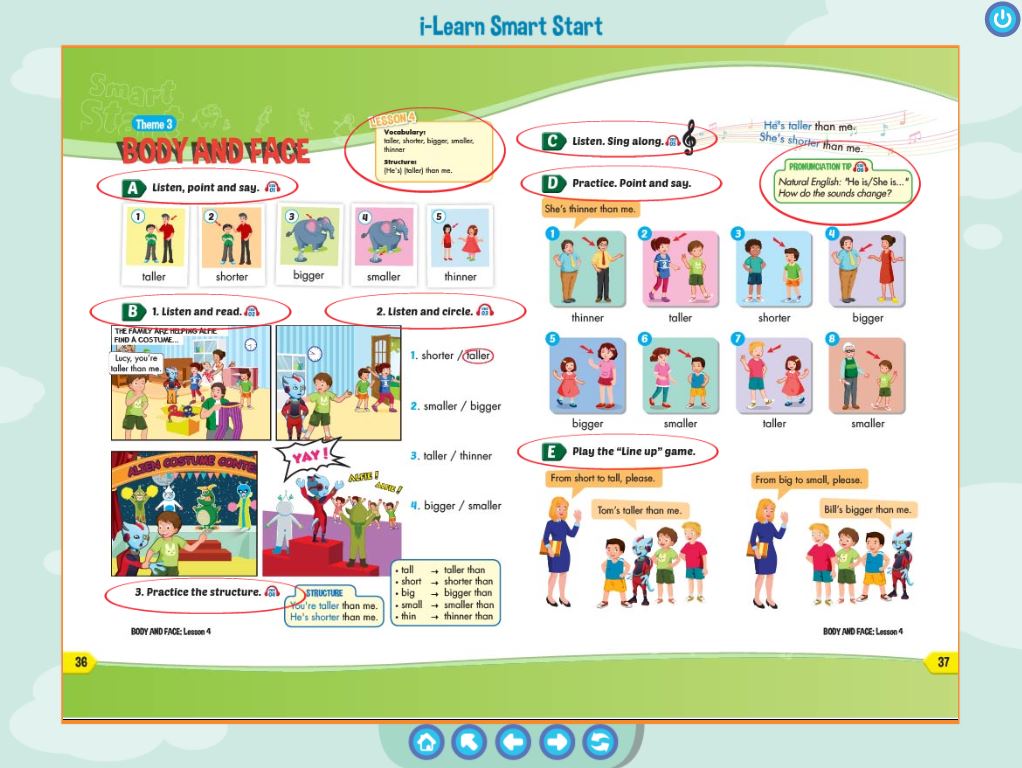 i-Learn Smart Start
Smart
Start
Theme 3
BODY AND FACE
LESSON 4
Vocabulary:
taller, shorter, bigger, smaller,
thinner
Structure:
(He's) (taller) than me.
A Listen, point and say.
1
taller
2
shorter
3
bigger
4
smaller
5
thinner
B 1. Listen and read.
THE FAMILY ARE HELPING ALFIE
FIND A COSTUME...
Lucy, you're
taller than me.
ALIEN COSTUME CONTE
YAY!
ALFIE!
ALFIE!
2. Listen and circle.
1. shorter / taller
2. smaller / bigger
3. taller / thinner
4. bigger / smaller
3. Practice the structure.
STRUCTURE
You're taller than me.
He's shorter than me.
• tall → taller than
• short → shorter than
• big → bigger than
• small → smaller than
• thin → thinner than
BODY AND FACE: Lesson 4
36
C Listen. Sing along.
He's taller than me.
She's shorter than me.
D Practice. Point and say.
PRONUNCIATION TIP
Natural English: "He is/She is..."
How do the sounds change?
She's thinner than me.
1
thinner
2
taller
3
shorter
4
bigger
5
bigger
6
smaller
7
taller
8
smaller
E Play the "Line up" game.
From short to tall, please.
Tom's taller than me.
From big to small, please.
Bill's bigger than me.
BODY AND FACE: Lesson 4
37